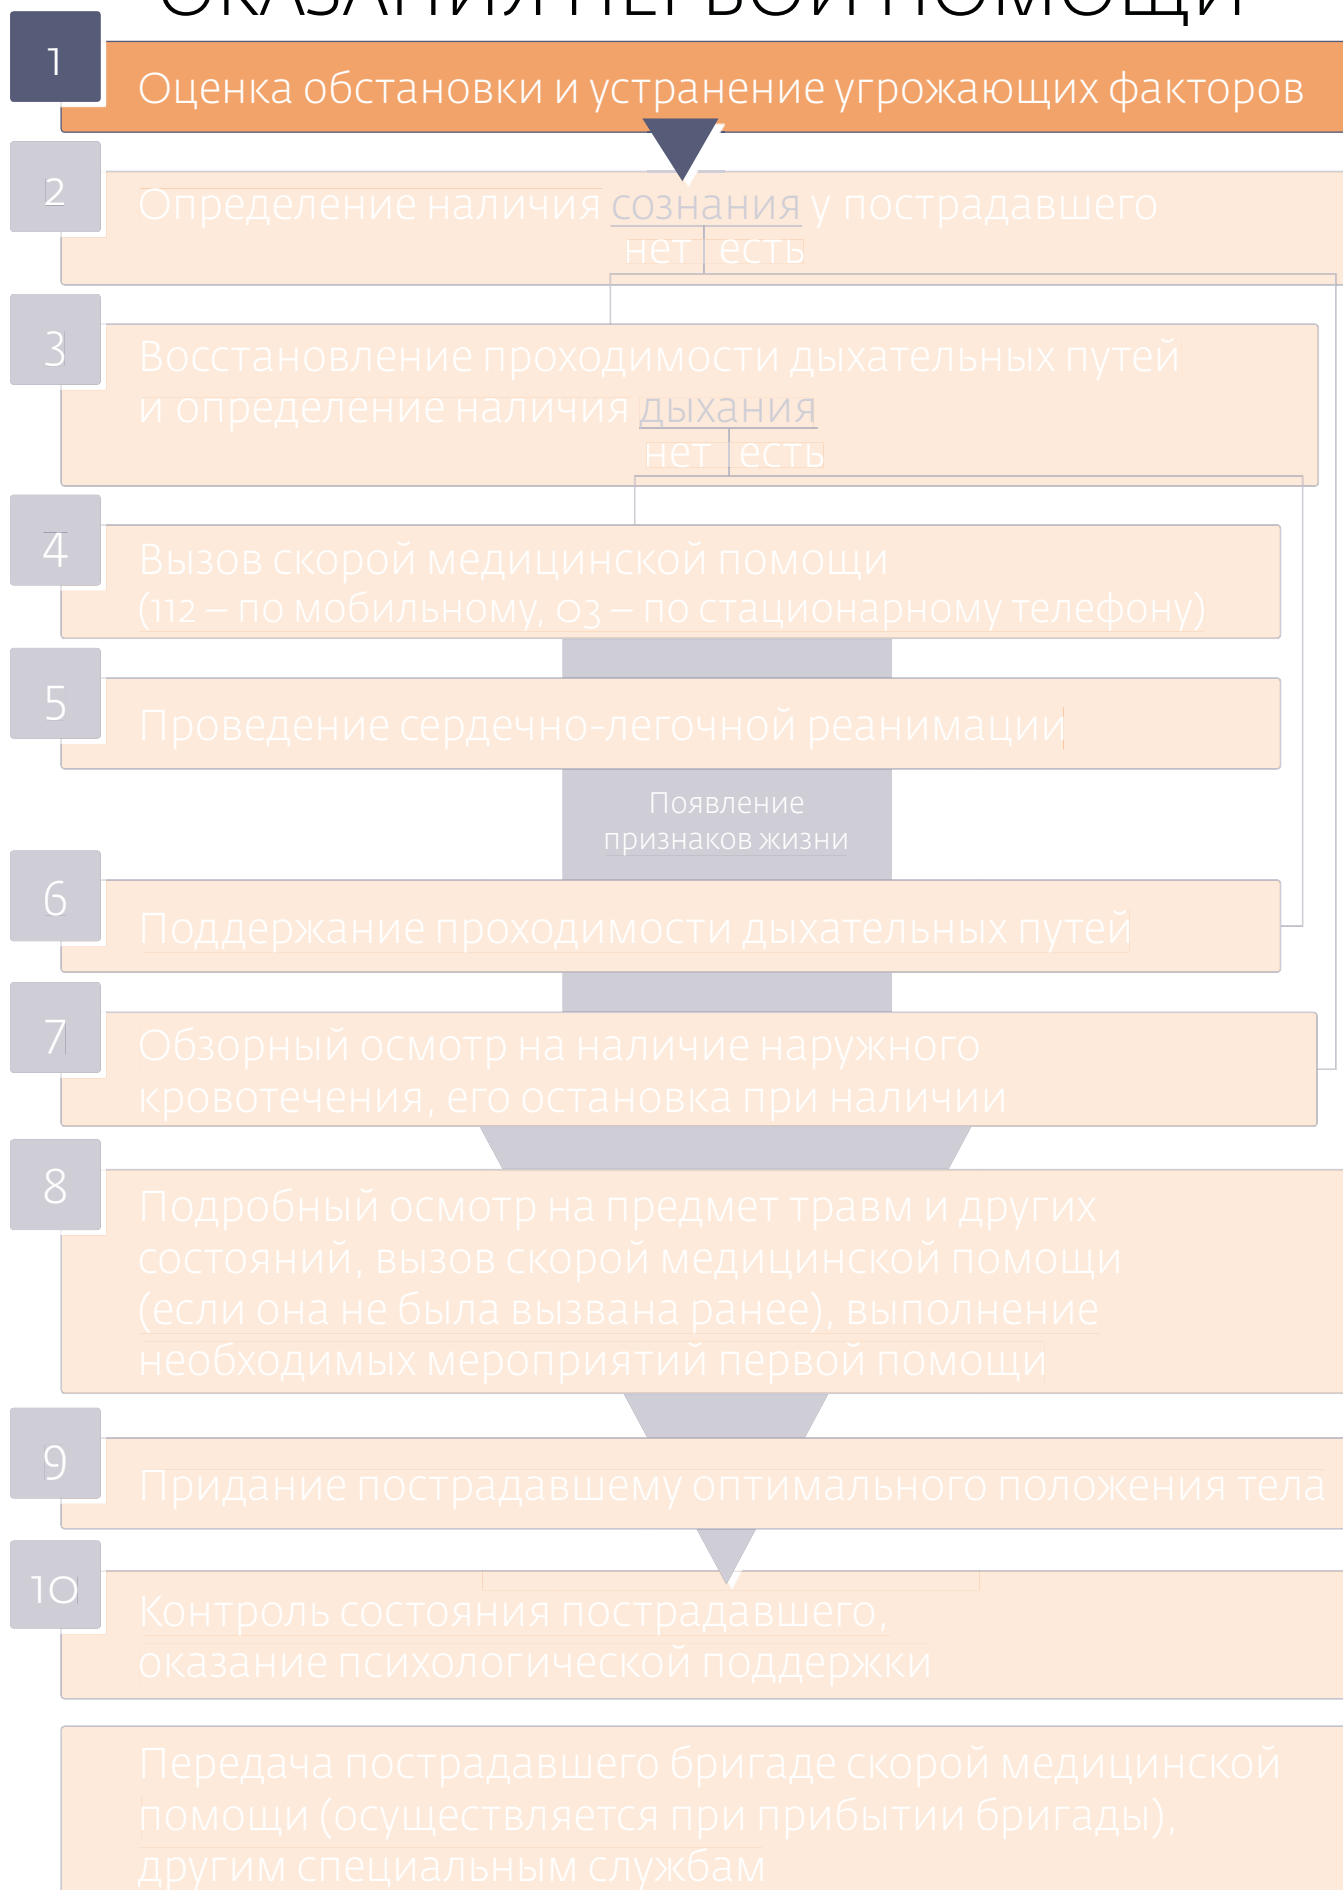 ОКАЗАНИЯ ПЕРВОЙ ПОМОЩИ
1
Оценка обстановки и устранение угрожающих факторов
2
Определение наличия сознания у пострадавшего
нет есть
3
Восстановление проходимости дыхательных путей
и определение наличия дыхания
нет есть
4
Вызов скорой медицинской помощи
(112 – по мобильному, 03 – по стационарному телефону)
5
Проведение сердечно-легочной реанимации
Появление
признаков жизни
6
Поддержание проходимости дыхательных путей
7
Обзорный осмотр на наличие наружного
кровотечения, его остановка при наличии
8
Подробный осмотр на предмет травм и других
состояний, вызов скорой медицинской помощи
(если она не была вызвана ранее), выполнение
необходимых мероприятий первой помощи
9
Придание пострадавшему оптимального положения тела
10
Контроль состояния пострадавшего,
оказание психологической поддержки
Передача пострадавшего бригаде скорой медицинской
помощи (осуществляется при прибытии бригады),
другим специальным службам